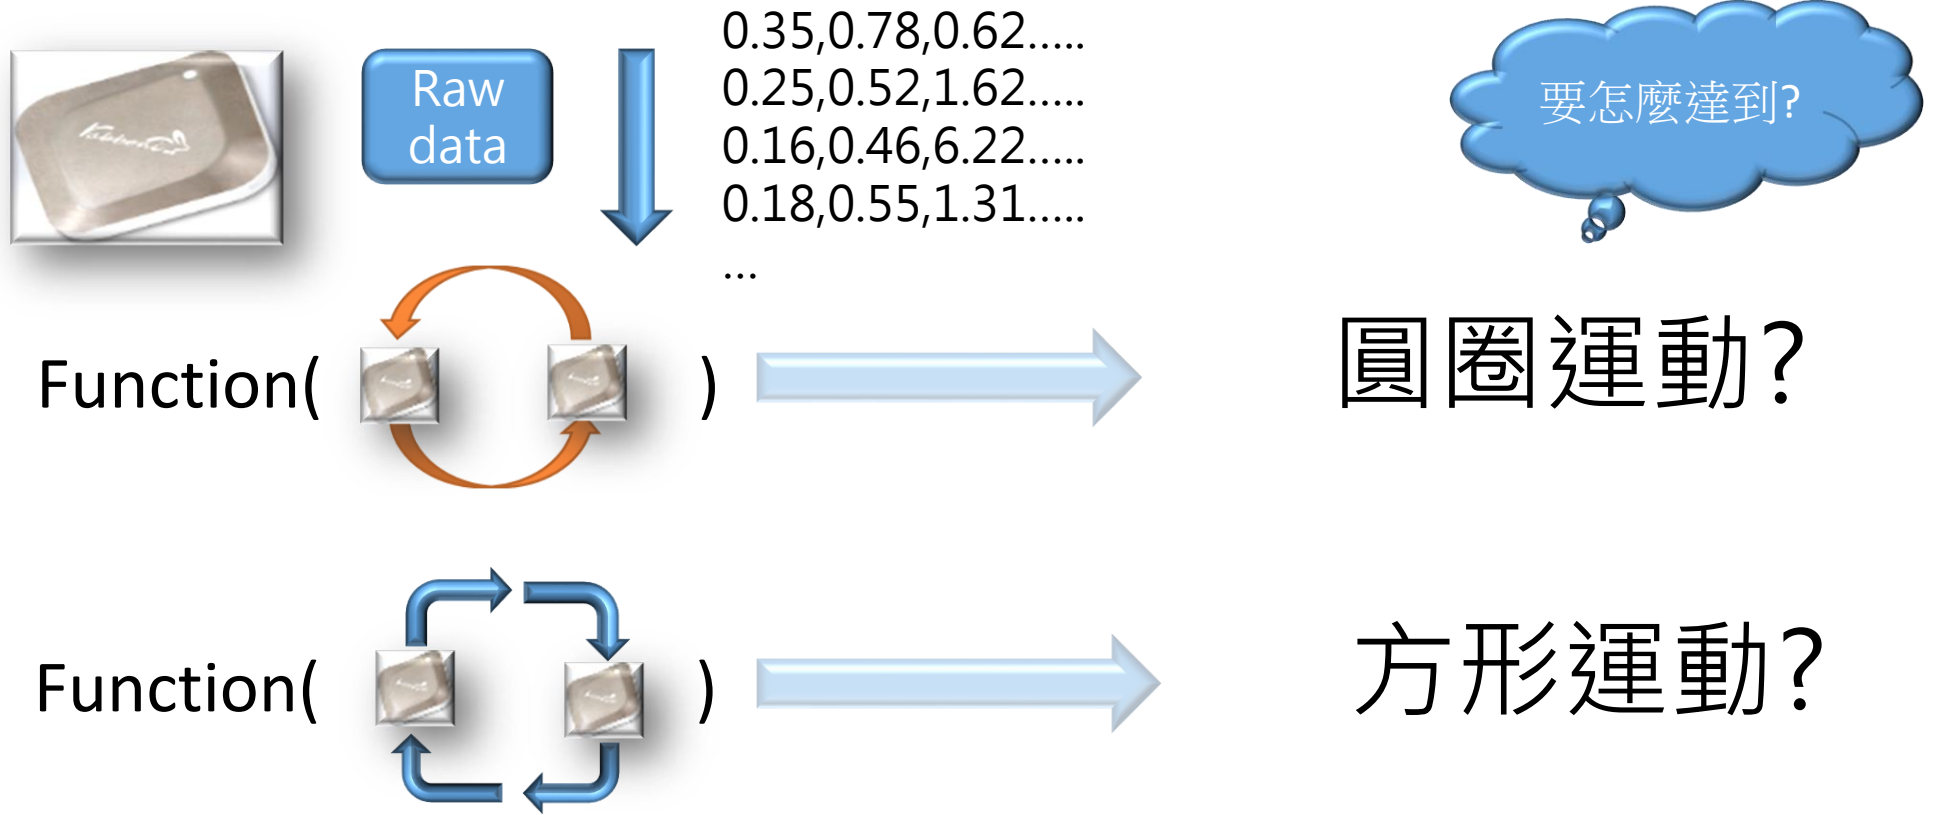 Raw
data
0.35,0.78,0.62.....
0.25,0.52,1.62.....
0.16,0.46,6.22.....
0.18,0.55,1.31.....
...
要怎麼達到?
Function( )
圓圈運動?
Function( )
方形運動?